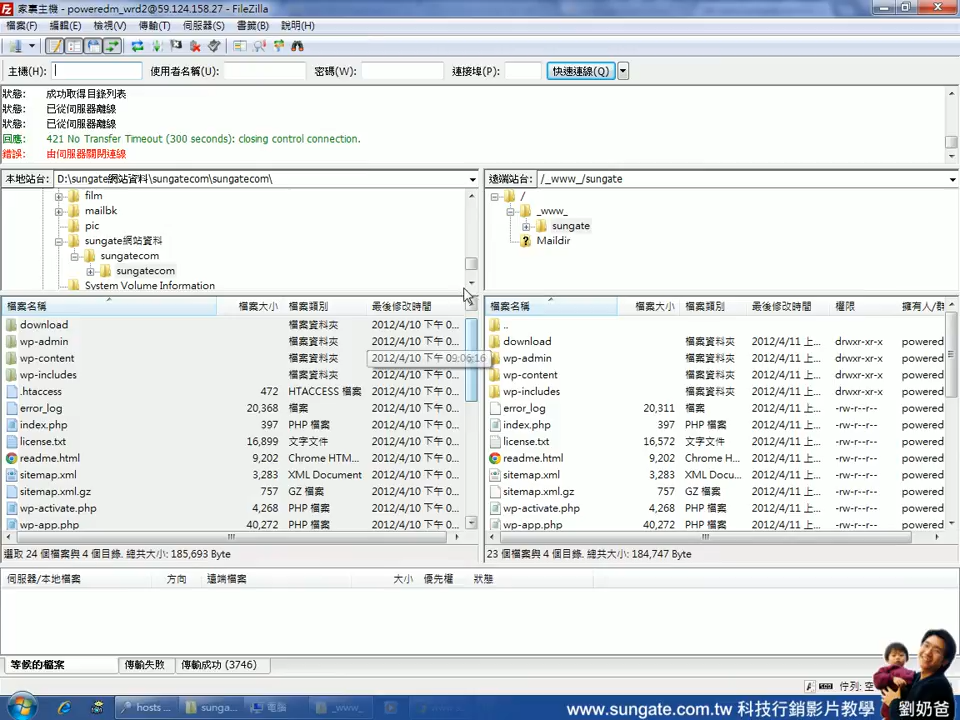 家裏主機 - poweredm_wrd2@59.124.158.27 - FileZilla
檔案(F) 編輯(E) 檢視(V) 傳輸(T) 伺服器(S) 書籤(B) 說明(H)
主機(H): 使用者名稱(U): 密碼(W): 連接埠(P): 快速連線(Q)
狀態: 成功取得目錄列表
狀態: 已從伺服器離線
狀態: 已從伺服器離線
回應: 421 No Transfer Timeout (300 seconds): closing control connection.
錯誤: 由伺服器關閉連線
本地站台: D:\sungate網站資料\sungatecom\sungatecom\
film
mailbk
pic
sungate網站資料
sungatecom
sungatecom
System Volume Information
遠端站台: /_www_/sungate
/
_www_
sungate
Maildir
檔案名稱 檔案大小 檔案類別 最後修改時間
download 檔案資料夾 2012/4/10 下午 0...
wp-admin 檔案資料夾 2012/4/10 下午 0...
wp-content 檔案資料夾 2012/4/10 下午 09:06:16
wp-includes 檔案資料夾 2012/4/10 下午 0...
.htaccess 472 HTACCESS 檔案 2012/4/10 下午 0...
error_log 20,368 檔案 2012/4/10 下午 0...
index.php 397 PHP 檔案 2012/4/10 下午 0...
license.txt 16,899 文字文件 2012/4/10 下午 0...
readme.html 9,202 Chrome HTM... 2012/4/10 下午 0...
sitemap.xml 3,283 XML Document 2012/4/10 下午 0...
sitemap.xml.gz 757 GZ 檔案 2012/4/10 下午 0...
wp-activate.php 4,268 PHP 檔案 2012/4/10 下午 0...
wp-app.php 40,272 PHP 檔案 2012/4/10 下午 0...
選取 24 個檔案與 4 個目錄. 總共大小: 185,693 Byte
檔案名稱 檔案大小 檔案類別 最後修改時間 權限 擁有人/群
..
download 檔案資料夾 2012/4/11 上... drwxr-xr-x powered
wp-admin 檔案資料夾 2012/4/11 上... drwxr-xr-x powered
wp-content 檔案資料夾 2012/4/11 上... drwxr-xr-x powered
wp-includes 檔案資料夾 2012/4/11 上... drwxr-xr-x powered
error_log 20,311 檔案 2012/4/11 上... -rw-r--r-- powered
index.php 397 PHP 檔案 2012/4/11 上... -rw-r--r-- powered
license.txt 16,572 文字文件 2012/4/11 上... -rw-r--r-- powered
readme.html 9,202 Chrome H... 2012/4/11 上... -rw-r--r-- powered
sitemap.xml 3,283 XML Doc... 2012/4/11 上... -rw-r--r-- powered
sitemap.xml.gz 757 GZ 檔案 2012/4/11 上... -rw-r--r-- powered
wp-activate.php 4,268 PHP 檔案 2012/4/11 上... -rw-r--r-- powered
wp-app.php 40,272 PHP 檔案 2012/4/11 上... -rw-r--r-- powered
23 個檔案與 4 個目錄. 總共大小: 184,747 Byte
伺服器/本地檔案 方向 遠端檔案 大小 優先權 狀態
等候的檔案 傳輸失敗 傳輸成功 (3746)
佇列: 空
hosts ... sunga... 電腦 _www_
www.sungate.com.tw 科技行銷影片教學 劉奶爸